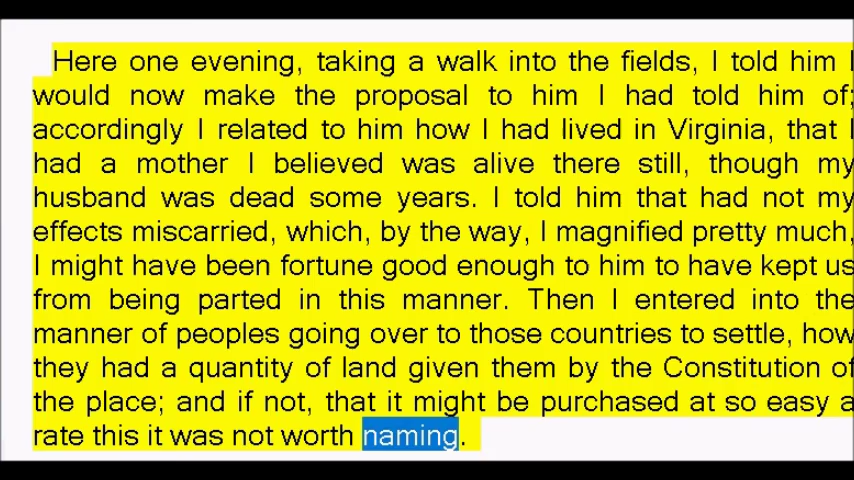 Here one evening, taking a walk into the fields, I told him I
would now make the proposal to him I had told him of;
accordingly I related to him how I had lived in Virginia, that I
had a mother I believed was alive there still, though my
husband was dead some years. I told him that had not my
effects miscarried, which, by the way, I magnified pretty much,
I might have been fortune good enough to him to have kept us
from being parted in this manner. Then I entered into the
manner of peoples going over to those countries to settle, how
they had a quantity of land given them by the Constitution of
the place; and if not, that it might be purchased at so easy a
rate this it was not worth naming.